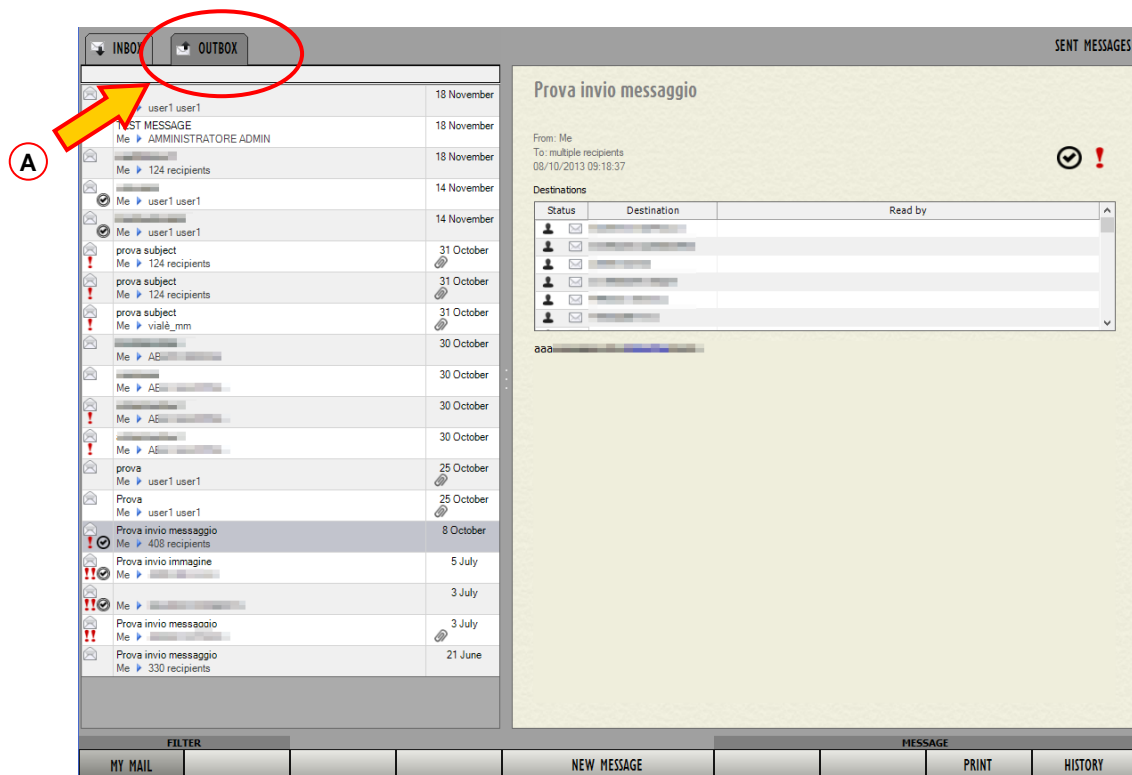 INBOX
OUTBOX
SENT MESSAGES
A
18 November
user1 user1
TEST MESSAGE
18 November
Me AMMINISTRATORE ADMIN
18 November
Me 124 recipients
14 November
Me user1 user1
14 November
Me user1 user1
prova subject
31 October
Me 124 recipients
prova subject
31 October
Me 124 recipients
prova subject
31 October
Me vialè_mm
30 October
Me AB
30 October
Me AB
30 October
Me AB
30 October
Me AB
prova
25 October
Me user1 user1
Prova
25 October
Me user1 user1
Prova invio messaggio
8 October
Me 408 recipients
Prova invio immagine
5 July
Me
3 July
Me
Prova invio messaggio
3 July
Me
Prova invio messaggio
21 June
Me 330 recipients
Prova invio messaggio
From: Me
To: multiple recipients
08/10/2013 09:18:37
Destinations
Status Destination Read by
aaa
FILTER
MESSAGE
MY MAIL
NEW MESSAGE
PRINT
HISTORY